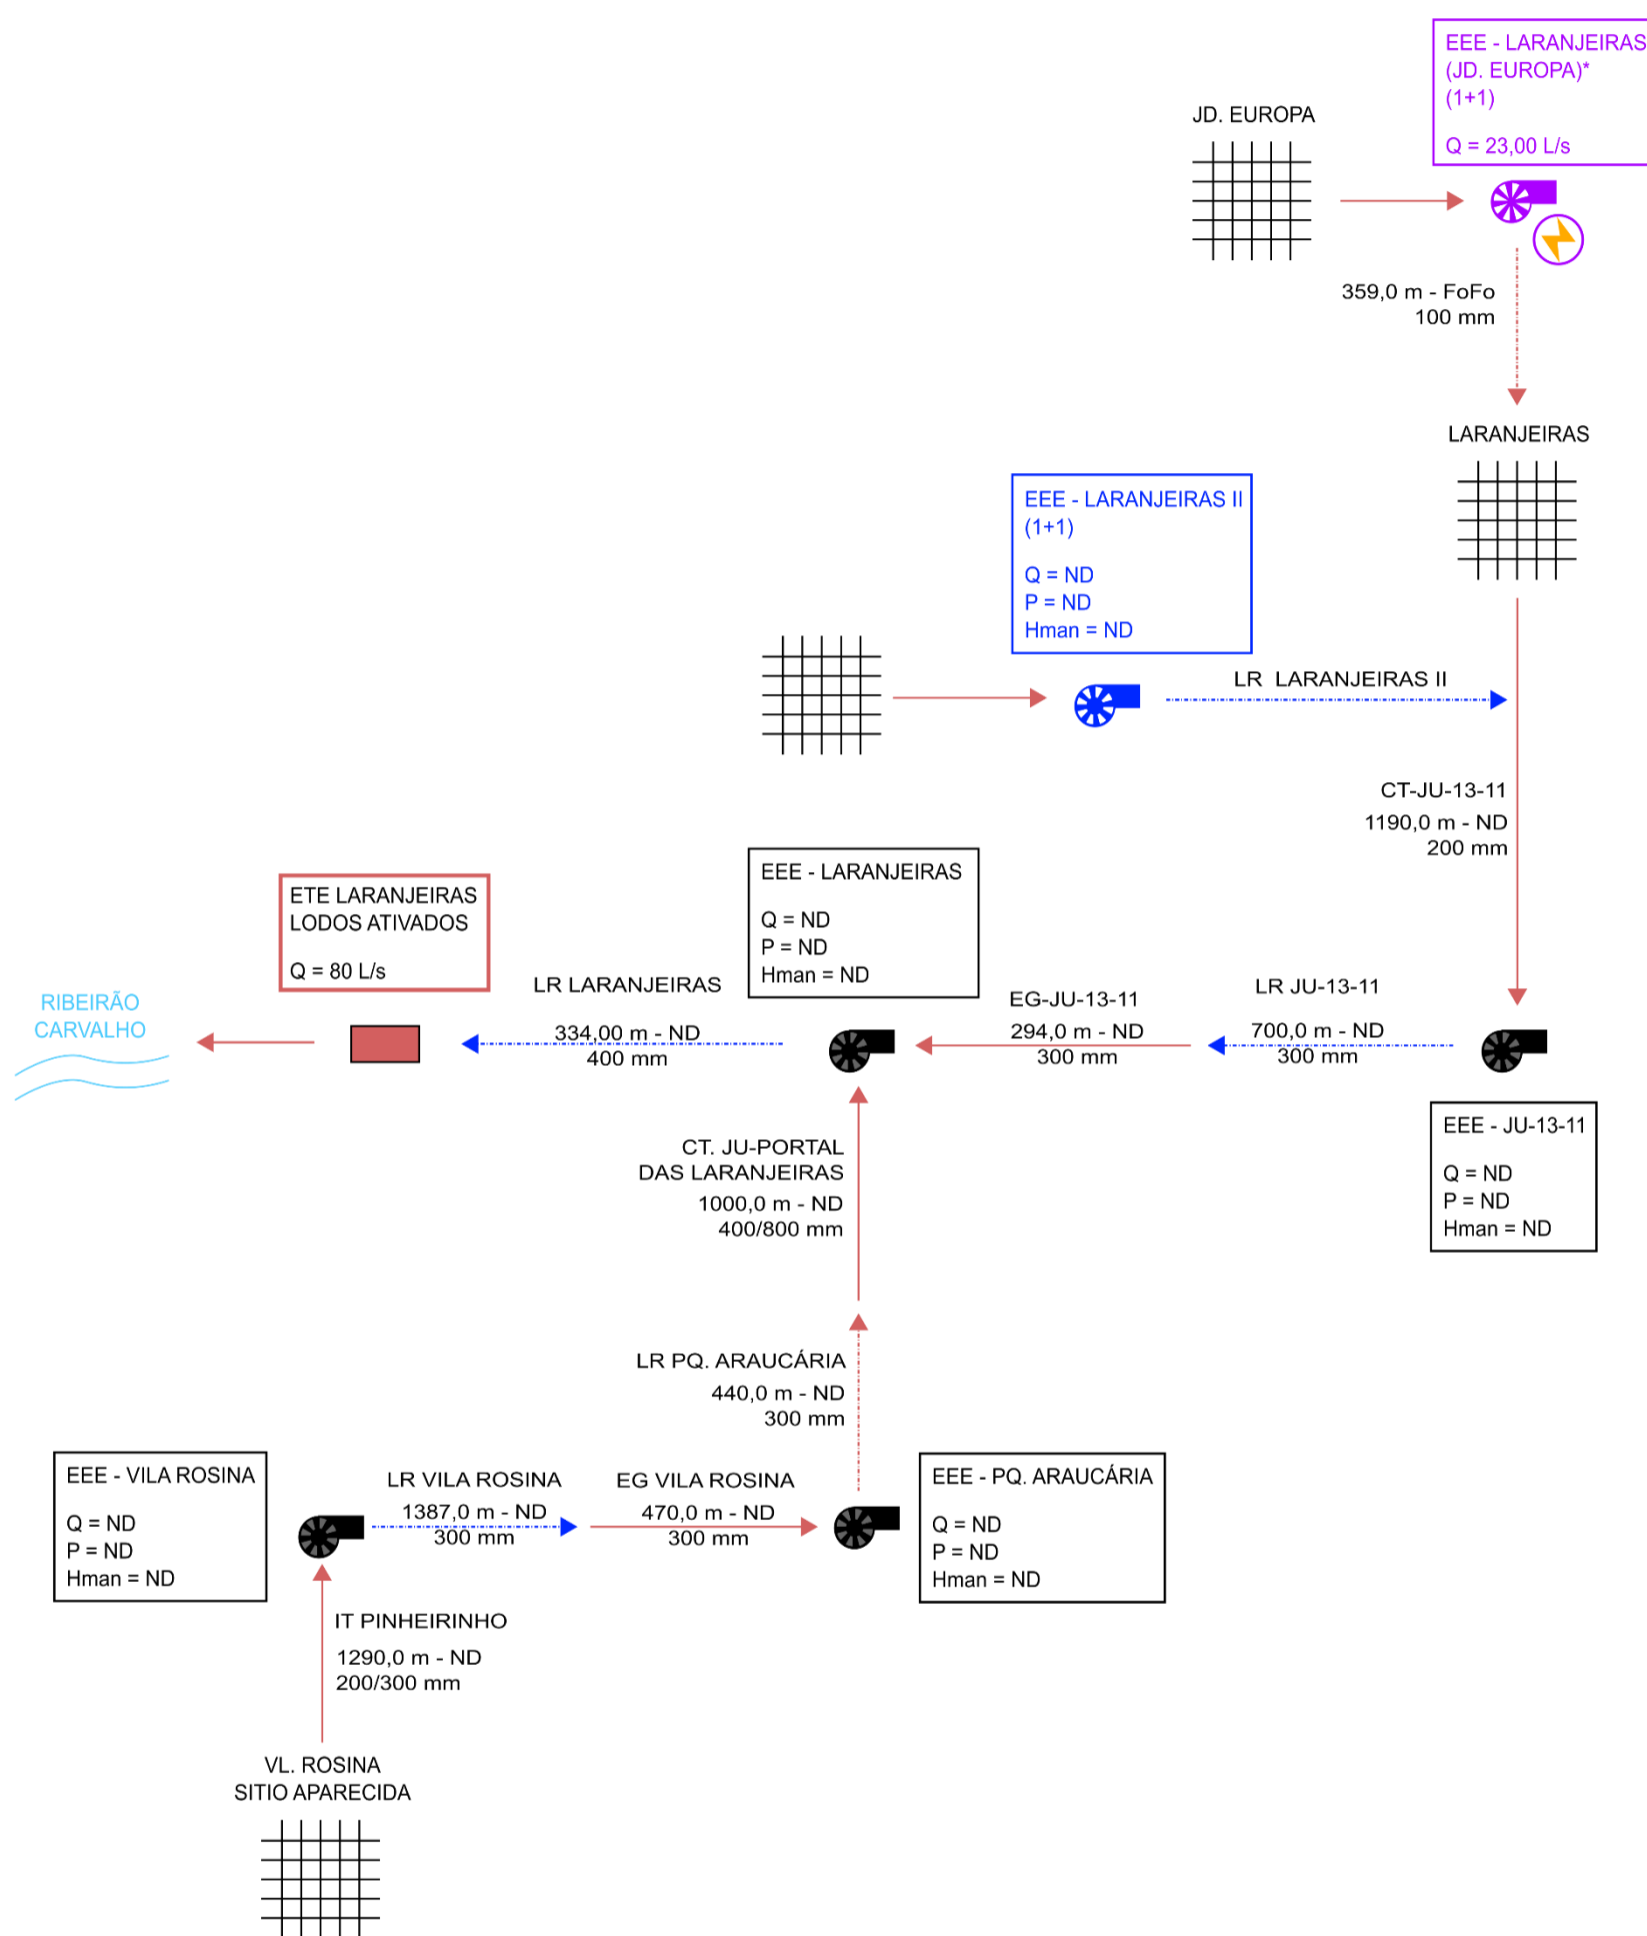 EEE - LARANJEIRAS
(JD. EUROPA)*
(1+1)
Q = 23,00 L/s
JD. EUROPA
359,0 m - FoFo
100 mm
LARANJEIRAS
EEE - LARANJEIRAS II
(1+1)
Q = ND
P = ND
Hman = ND
LR LARANJEIRAS II
CT-JU-13-11
1190,0 m - ND
200 mm
EEE - LARANJEIRAS
Q = ND
P = ND
Hman = ND
ETE LARANJEIRAS
LODOS ATIVADOS
Q = 80 L/s
RIBEIRÃO
CARVALHO
LR LARANJEIRAS
334,00 m - ND
400 mm
EG-JU-13-11
294,0 m - ND
300 mm
LR JU-13-11
700,0 m - ND
300 mm
EEE - JU-13-11
Q = ND
P = ND
Hman = ND
CT. JU-PORTAL
DAS LARANJEIRAS
1000,0 m - ND
400/800 mm
LR PQ. ARAUCÁRIA
440,0 m - ND
300 mm
EEE - VILA ROSINA
Q = ND
P = ND
Hman = ND
LR VILA ROSINA
1387,0 m - ND
300 mm
EG VILA ROSINA
470,0 m - ND
300 mm
EEE - PQ. ARAUCÁRIA
Q = ND
P = ND
Hman = ND
IT PINHEIRINHO
1290,0 m - ND
200/300 mm
VL. ROSINA
SITIO APARECIDA